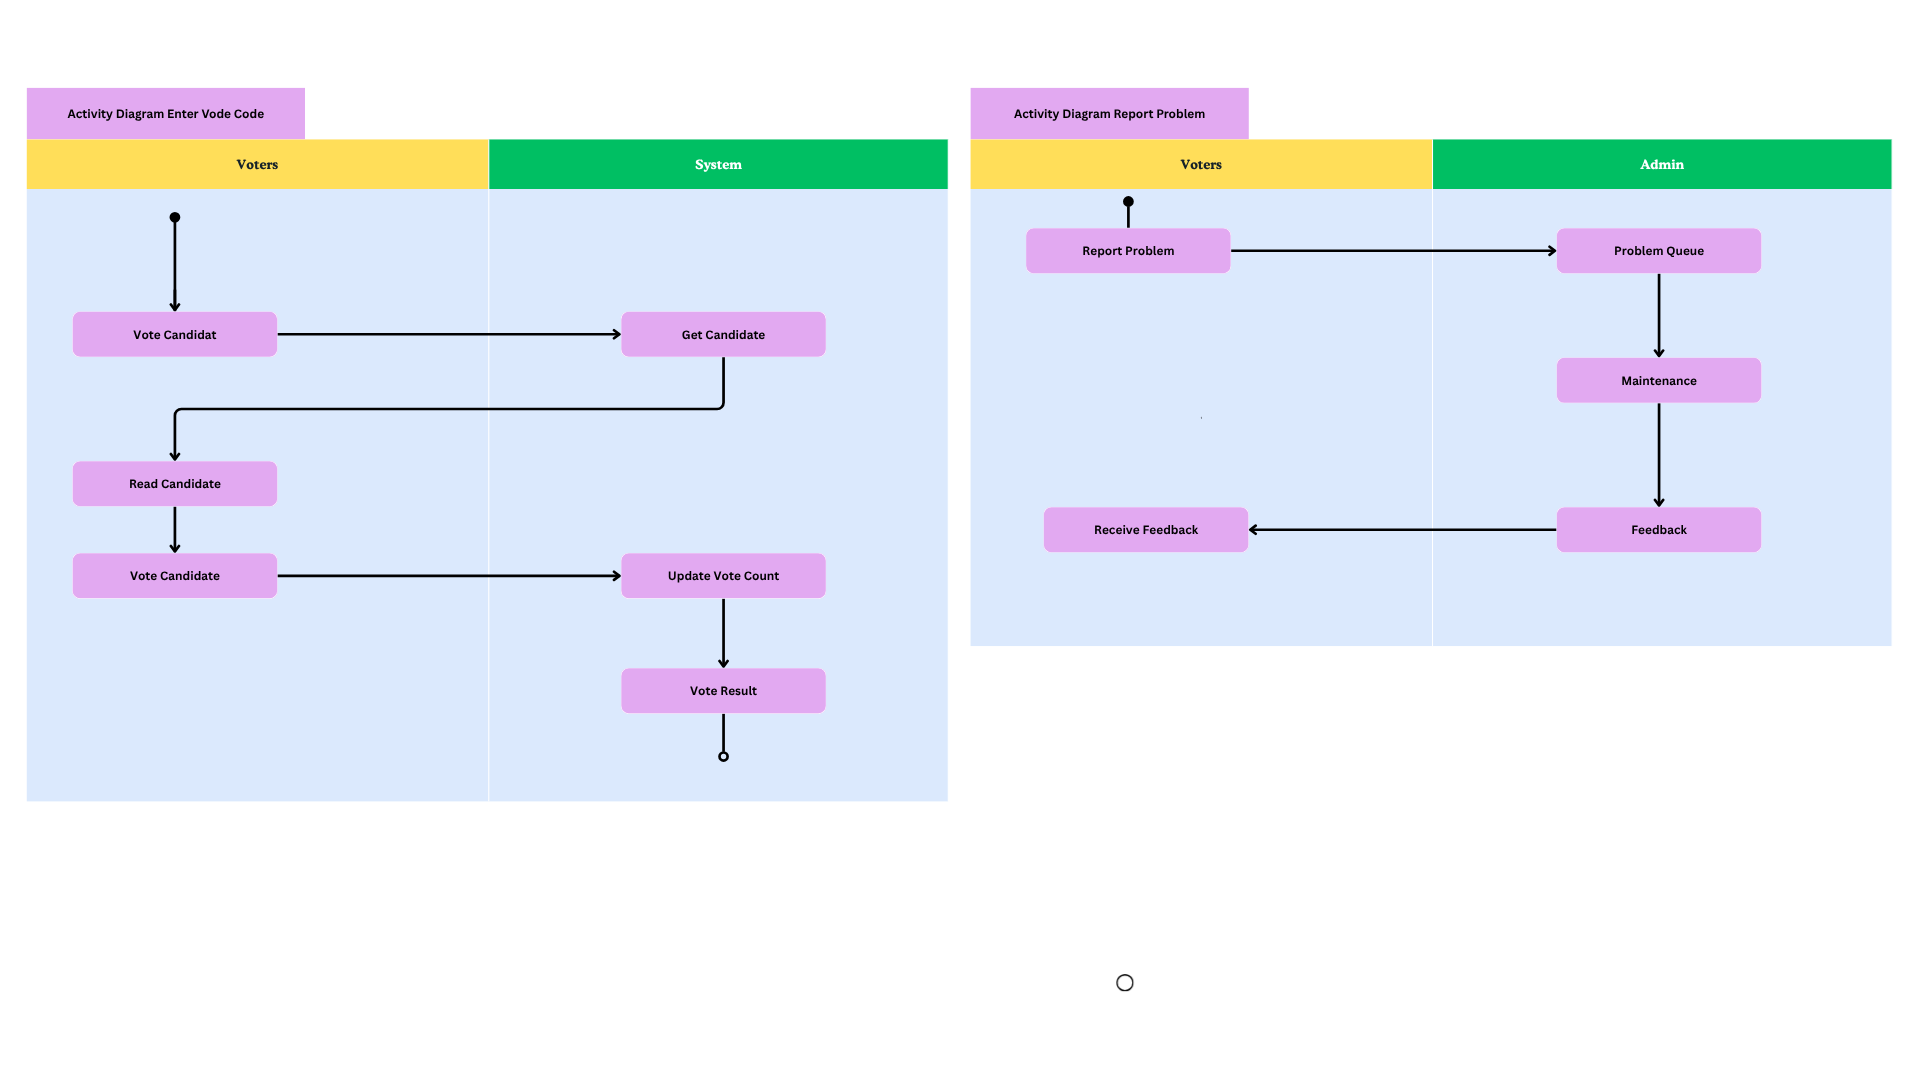 Activity Diagram Enter Vode Code
Voters
System
Vote Candidat
Get Candidate
Read Candidate
Vote Candidate
Update Vote Count
Vote Result
Activity Diagram Report Problem
Voters
Admin
Report Problem
Problem Queue
Maintenance
Receive Feedback
Feedback